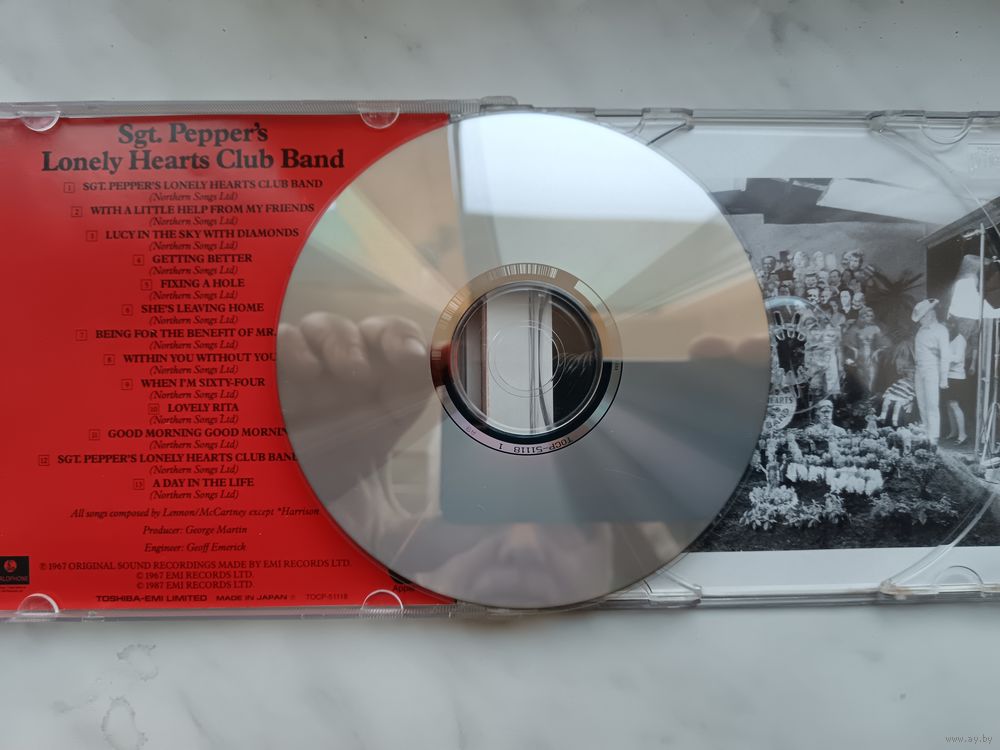 Sgt. Pepper's
Lonely Hearts Club Band
1 SGT. PEPPER'S LONELY HEARTS CLUB BAND
(Northern Songs Ltd)
2 WITH A LITTLE HELP FROM MY FRIENDS
(Northern Songs Ltd)
3 LUCY IN THE SKY WITH DIAMONDS
(Northern Songs Ltd)
4 GETTING BETTER
(Northern Songs Ltd)
5 FIXING A HOLE
(Northern Songs Ltd)
6 SHE'S LEAVING HOME
(Northern Songs Ltd)
7 BEING FOR THE BENEFIT OF MR.
(Northern Songs Ltd)
8 WITHIN YOU WITHOUT YOU
(Northern Songs Ltd)
9 WHEN I'M SIXTY-FOUR
(Northern Songs Ltd)
10 LOVELY RITA
(Northern Songs Ltd)
11 GOOD MORNING GOOD MORNIN
(Northern Songs Ltd)
12 SGT. PEPPER'S LONELY HEARTS CLUB BAND
(Northern Songs Ltd)
13 A DAY IN THE LIFE
(Northern Songs Ltd)
All songs composed by Lennon/McCartney except *Harrison
Producer: George Martin
Engineer: Geoff Emerick
℗ 1967 ORIGINAL SOUND RECORDINGS MADE BY EMI RECORDS LTD.
© 1967 EMI RECORDS LTD.
© 1987 EMI RECORDS LTD.
TOSHIBA-EMI LIMITED MADE IN JAPAN TOCP-51118
ARLOPHONE
Apple
TOCP-51118 1
HEARTS
www.ay.by